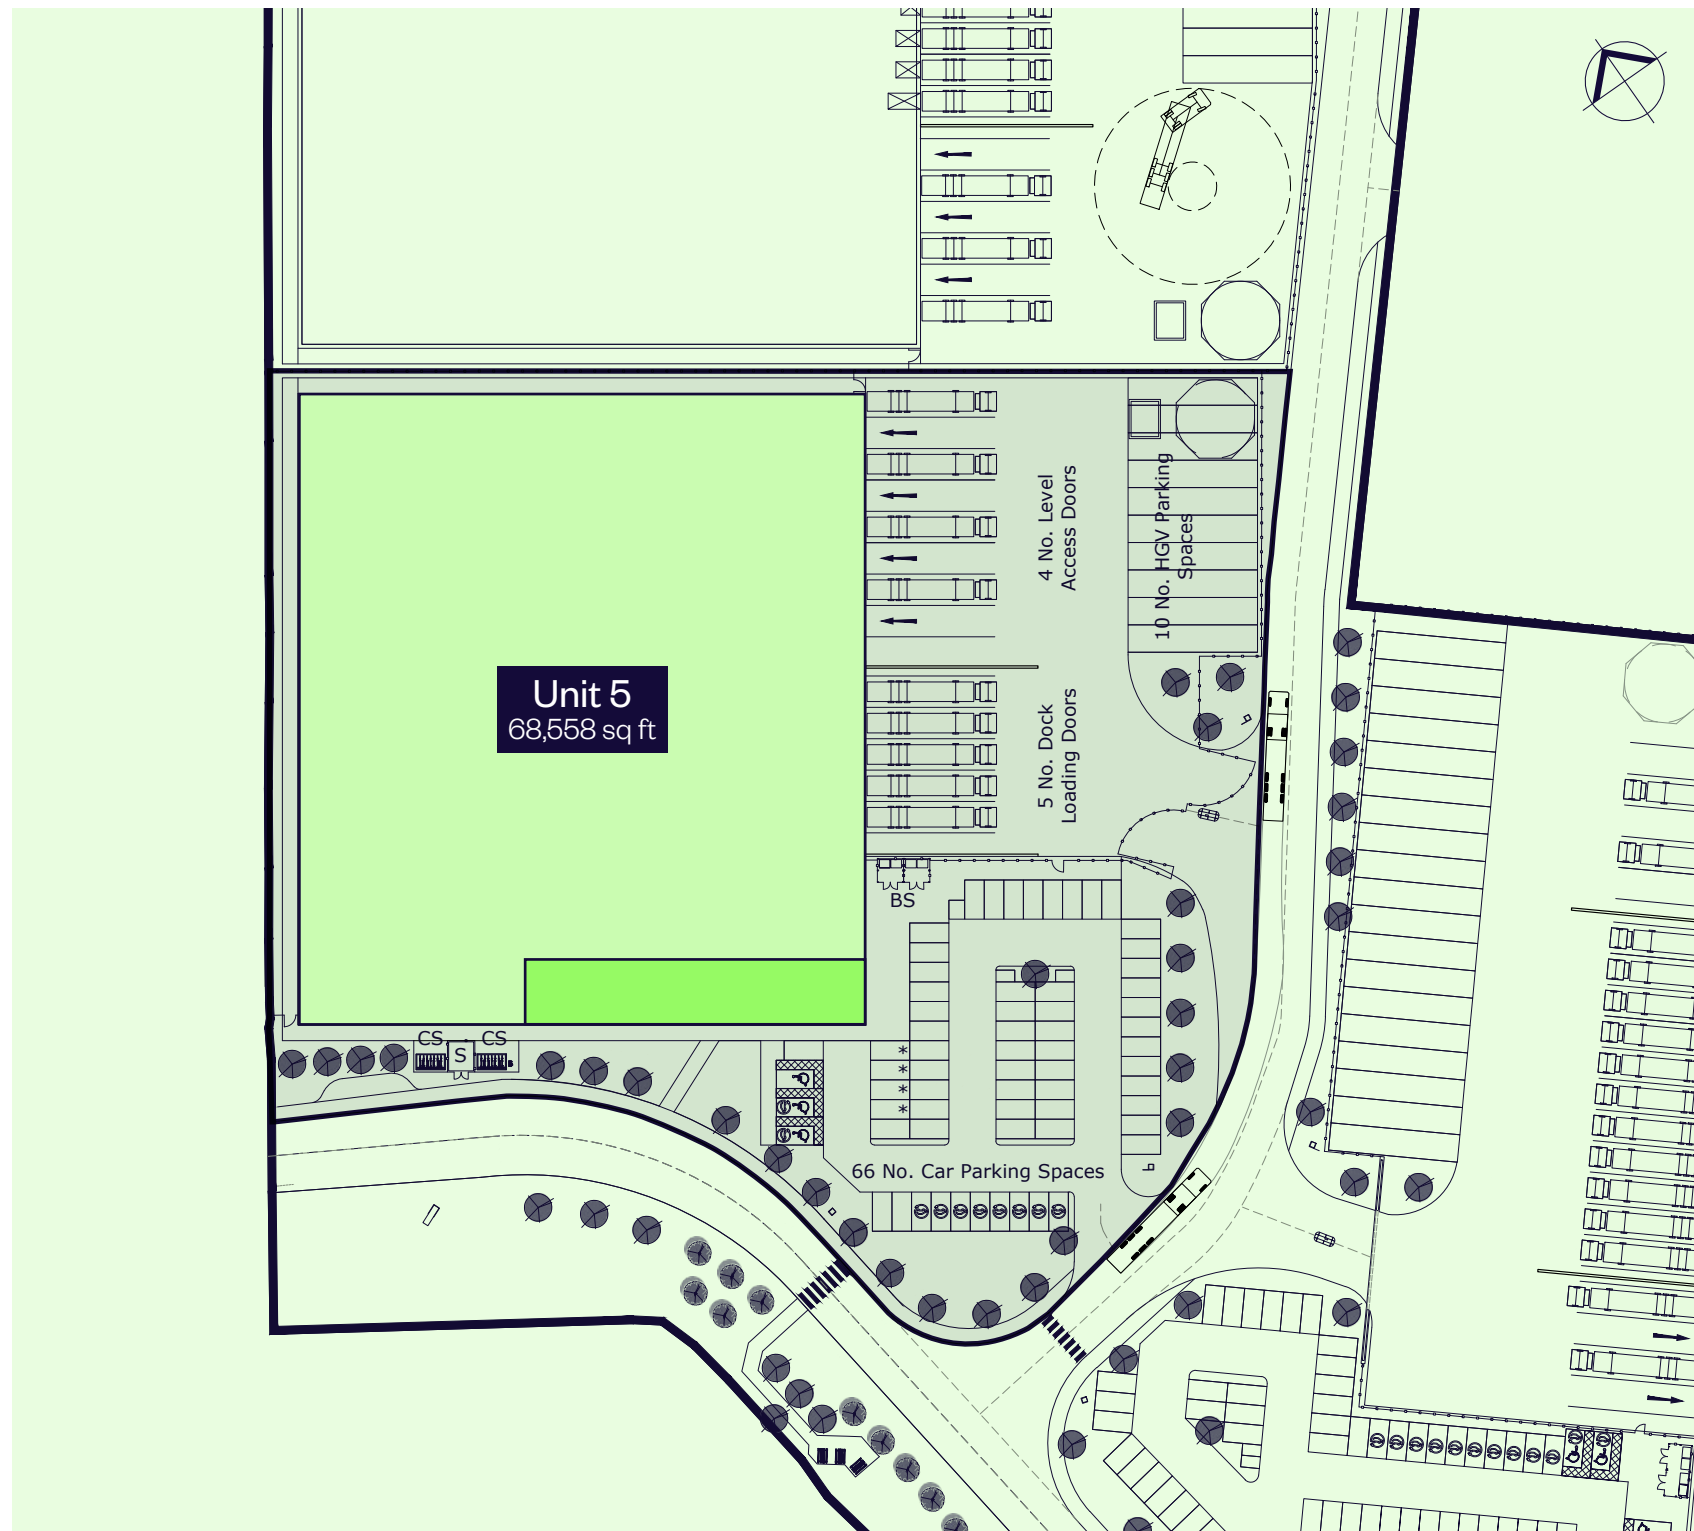 4 No. Level
Access Doors
10 No. HGV Parking
Spaces
Unit 5
68,558 sq ft
5 No. Dock
Loading Doors
BS
CS
S
CS
*
*
*
*
66 No. Car Parking Spaces